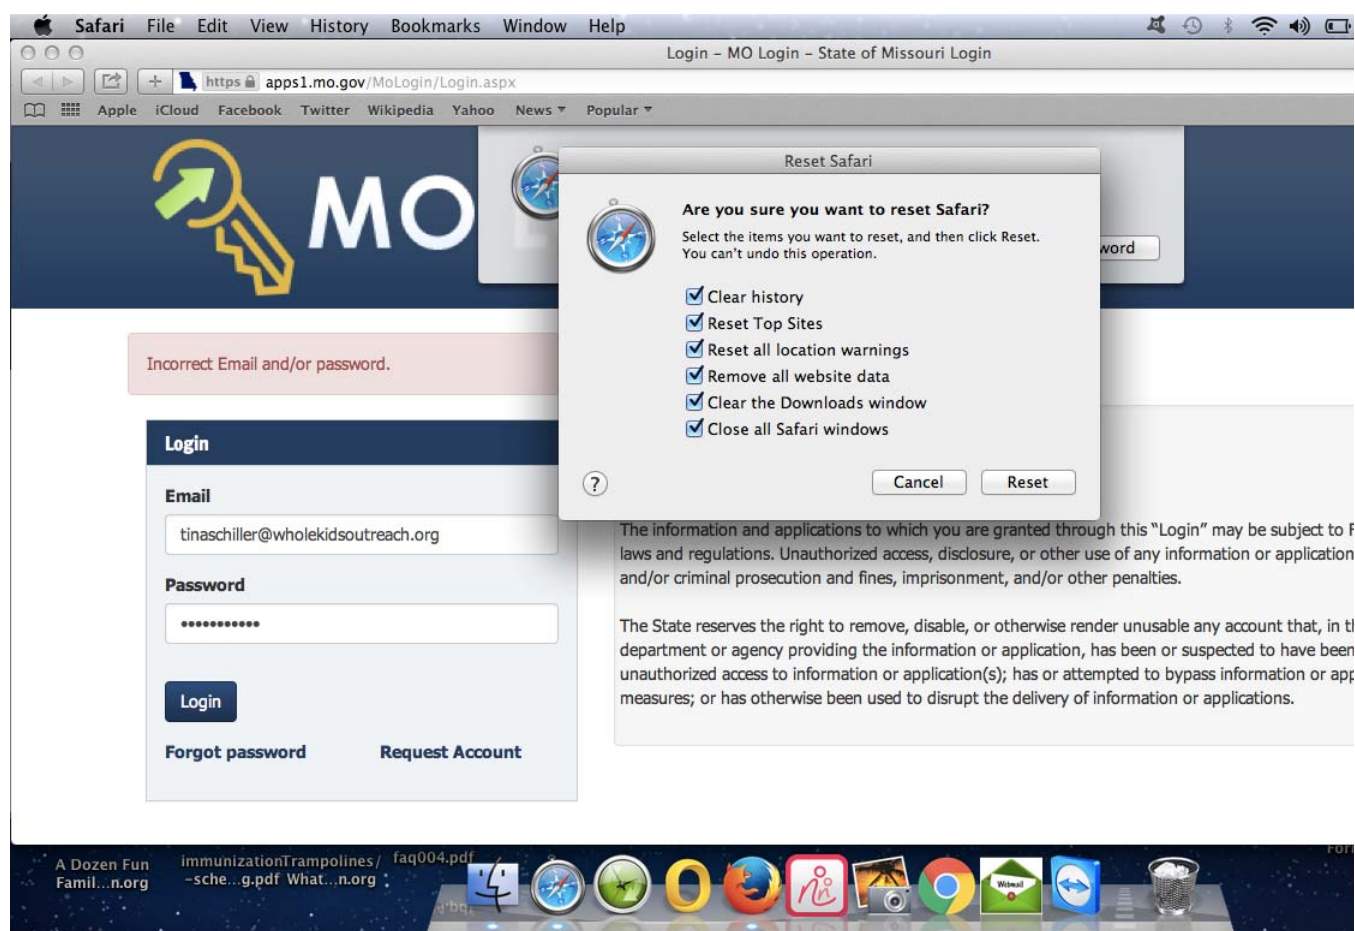 Safari File Edit View History Bookmarks Window Help
Login – MO Login – State of Missouri Login
https apps1.mo.gov/MoLogin/Login.aspx
Apple iCloud Facebook Twitter Wikipedia Yahoo News Popular
MO
Reset Safari
Are you sure you want to reset Safari?
Select the items you want to reset, and then click Reset.
You can't undo this operation.
word
Clear history
Reset Top Sites
Reset all location warnings
Remove all website data
Clear the Downloads window
Close all Safari windows
?
Cancel Reset
Incorrect Email and/or password.
Login
Email
tinaschiller@wholekidsoutreach.org
Password
•••••••••••
Login
Forgot password Request Account
The information and applications to which you are granted through this "Login" may be subject to F
laws and regulations. Unauthorized access, disclosure, or other use of any information or application
and/or criminal prosecution and fines, imprisonment, and/or other penalties.
The State reserves the right to remove, disable, or otherwise render unusable any account that, in th
department or agency providing the information or application, has been or suspected to have been
unauthorized access to information or application(s); has or attempted to bypass information or app
measures; or has otherwise been used to disrupt the delivery of information or applications.
A Dozen Fun
Famil...n.org
immunizationTrampolines/
-sche...g.pdf What...n.org
faq004.pdf
Webmail